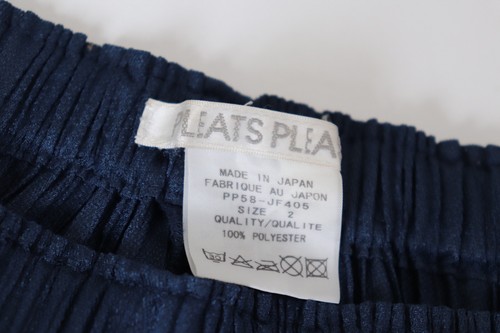 PLEATS PLEA
MADE IN JAPAN
FABRIQUE AU JAPON
PP58-JF405
SIZE 2
QUALITY/QUALITE
100% POLYESTER